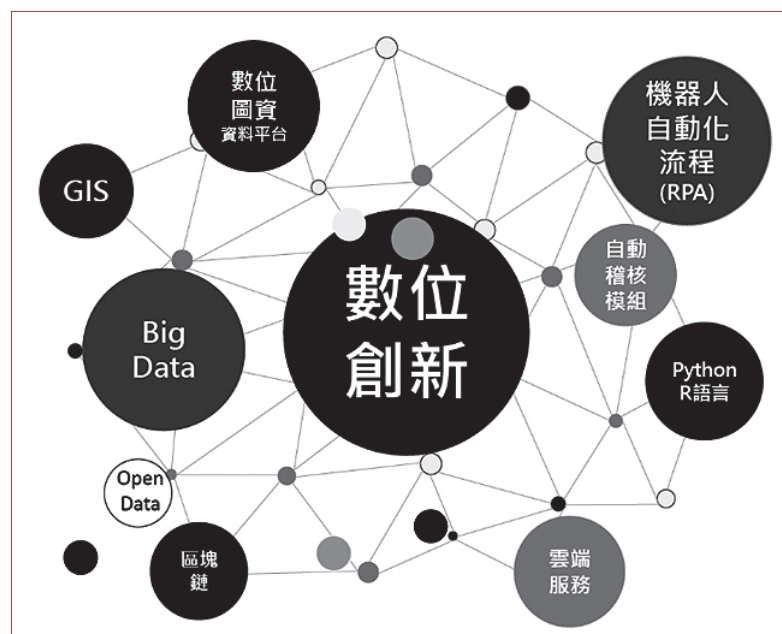 數位
圖資
資料平台
機器人
自動化
流程
(RPA)
GIS
自動
稽核
模組
數位
創新
Big
Data
Python
R語言
Open
Data
區塊
鏈
雲端
服務